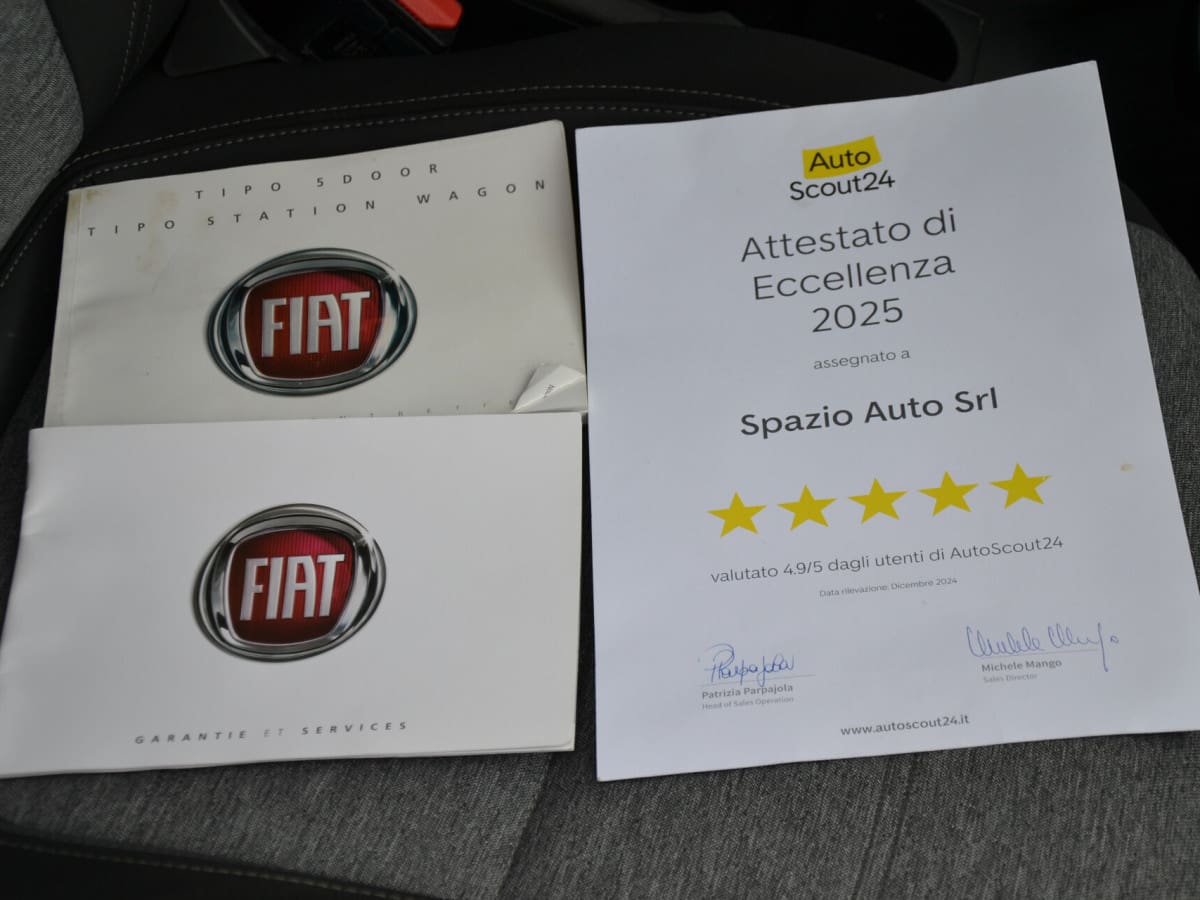 TIPO 5DOOR
TIPO STATION WAGON
FIAT
FIAT
GARANTIE ET SERVICES
Auto
Scout24
Attestato di
Eccellenza
2025
assegnato a
Spazio Auto Srl
valutato 4.9/5 dagli utenti di AutoScout24
Data rilevazione: Dicembre 2024
Patrizia Parpajola
Head of Sales Operation
Michele Mango
Sales Director
www.autoscout24.it